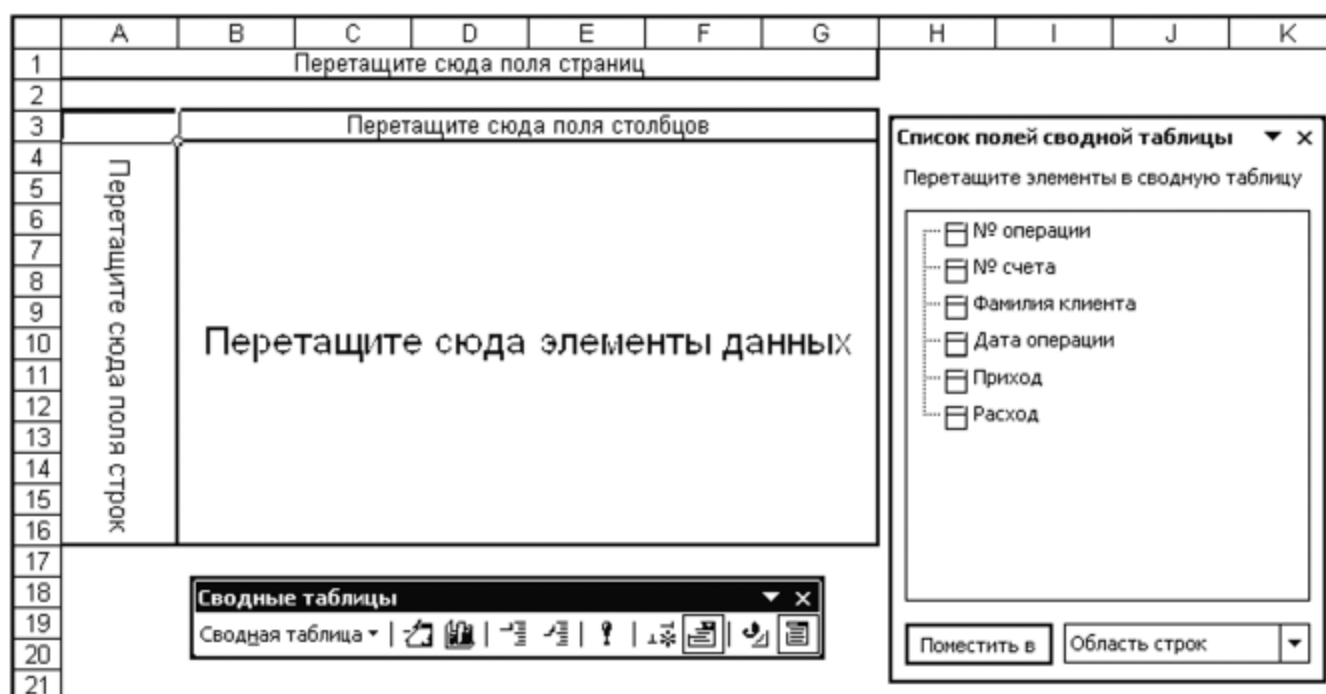 A B C D E F G H I J K
1 Перетащите сюда поля страниц
2
3 Перетащите сюда поля столбцов
Список полей сводной таблицы
4
Перетащите сюда поля строк
5
Перетащите элементы в сводную таблицу
6
№ операции
7
8
№ счета
9
Фамилия клиента
10
Перетащите сюда элементы данных
Дата операции
11
Приход
12
Расход
13
14
15
16
17
18
Сводные таблицы
19
Сводная таблица
Поместить в
Область строк
20
21